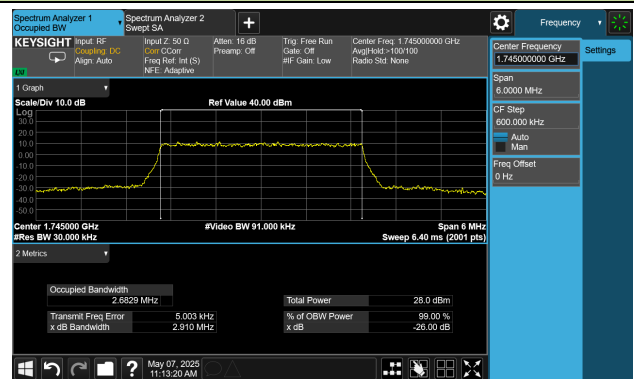 Spectrum Analyzer 1
Occupied BW
Spectrum Analyzer 2
Swept SA
Frequency
KEYSIGHT
Input: RF
Coupling: DC
Align: Auto
Input Z: 50 Ω
Corr CCorr
Freq Ref: Int (S)
NFE: Adaptive
Atten: 16 dB
Preamp: Off
Trig: Free Run
Gate: Off
#IF Gain: Low
Center Freq: 1.745000000 GHz
Avg|Hold:>100/100
Radio Std: None
Center Frequency
1.745000000 GHz
Settings
Span
6.0000 MHz
CF Step
600.000 kHz
Auto
Man
Freq Offset
0 Hz
1 Graph
Scale/Div 10.0 dB
Ref Value 40.00 dBm
Log
30.0
20.0
10.0
0.00
-10.0
-20.0
-30.0
-40.0
-50.0
Center 1.745000 GHz
#Video BW 91.000 kHz
Span 6 MHz
#Res BW 30.000 kHz
Sweep 6.40 ms (2001 pts)
2 Metrics
Occupied Bandwidth
2.6829 MHz
Total Power
28.0 dBm
Transmit Freq Error
5.003 kHz
% of OBW Power
99.00 %
x dB Bandwidth
2.910 MHz
x dB
-26.00 dB
May 07, 2025
11:13:20 AM